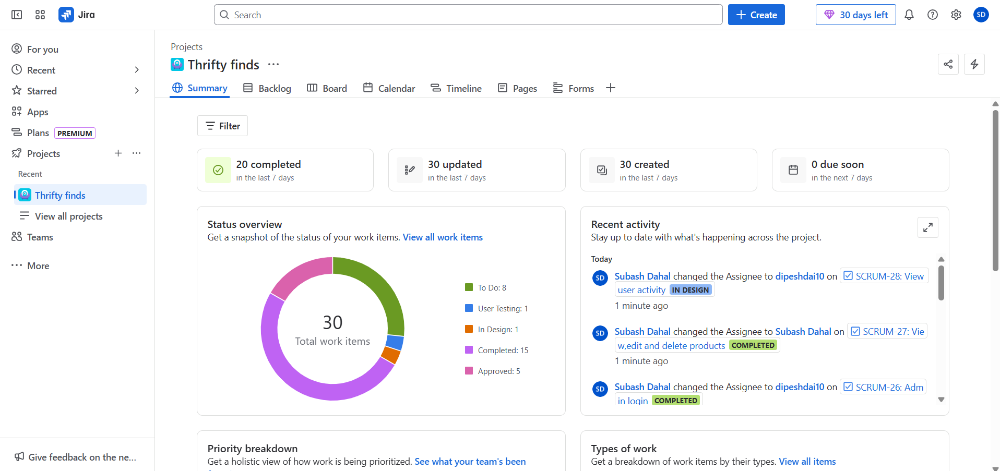 Jira
Search
Create
30 days left
SD
For you
Recent
Starred
Apps
Plans PREMIUM
Projects
Recent
Thrifty finds
View all projects
Teams
More
Give feedback on the ne...
Projects
Thrifty finds
Summary
Backlog
Board
Calendar
Timeline
Pages
Forms
Filter
20 completed
in the last 7 days
30 updated
in the last 7 days
30 created
in the last 7 days
0 due soon
in the next 7 days
Status overview
Get a snapshot of the status of your work items. View all work items
30
Total work items
To Do: 8
User Testing: 1
In Design: 1
Completed: 15
Approved: 5
Recent activity
Stay up to date with what's happening across the project.
Today
SD
Subash Dahal changed the Assignee to dipeshdai10 on SCRUM-28: View
user activity IN DESIGN
1 minute ago
SD
Subash Dahal changed the Assignee to Subash Dahal on SCRUM-27: Vie
w,edit and delete products COMPLETED
1 minute ago
SD
Subash Dahal changed the Assignee to dipeshdai10 on SCRUM-26: Adm
in login COMPLETED
Priority breakdown
Get a holistic view of how work is being prioritized. See what your team's been
Types of work
Get a breakdown of work items by their types. View all items